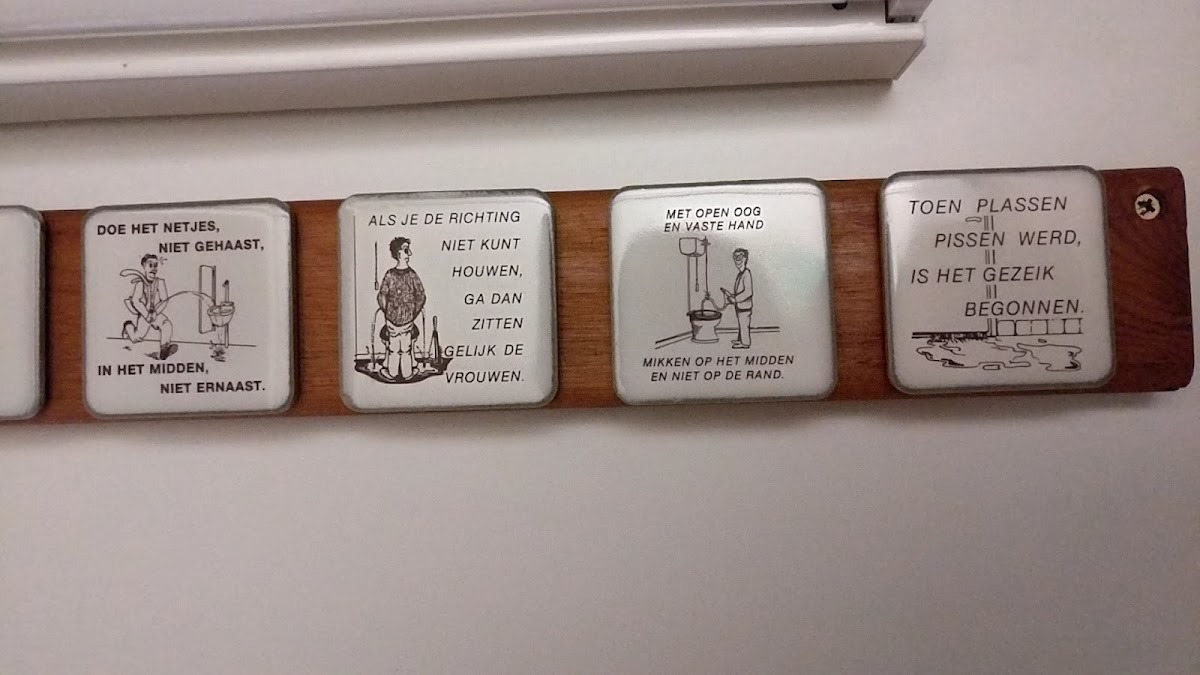 DOE HET NETJES,
NIET GEHAAST,
IN HET MIDDEN,
NIET ERNAAST.
ALS JE DE RICHTING
NIET KUNT
HOUWEN,
GA DAN
ZITTEN
GELIJK DE
VROUWEN.
MET OPEN OOG
EN VASTE HAND
MIKKEN OP HET MIDDEN
EN NIET OP DE RAND.
TOEN PLASSEN
PISSEN WERD,
IS HET GEZEIK
BEGONNEN.